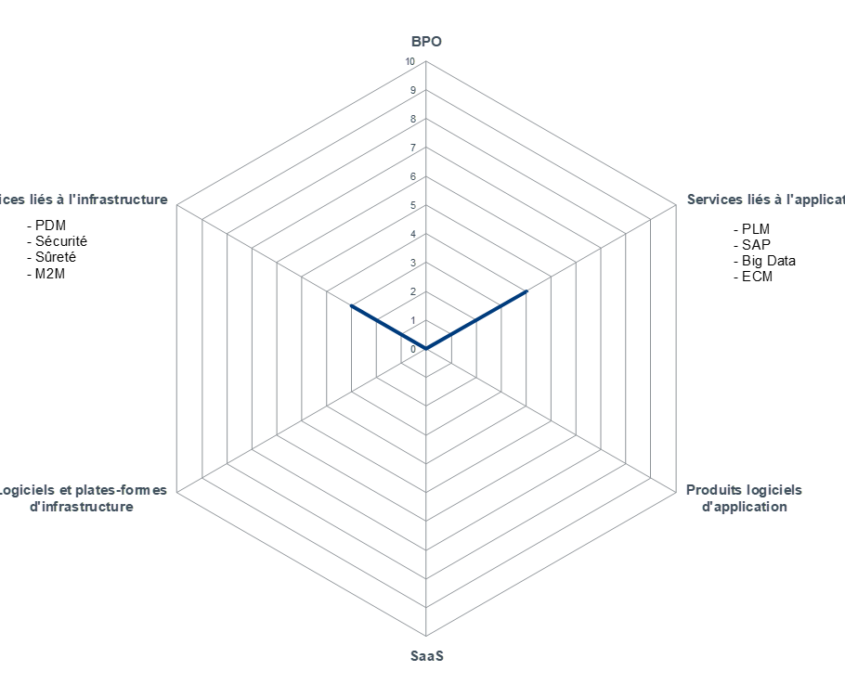 BPO
10
9
8
7
6
5
4
3
2
1
0
ices liés à l'infrastructure
- PDM
- Sécurité
- Sûreté
- M2M
Services liés à l'applicat
- PLM
- SAP
- Big Data
- ECM
Logiciels et plates-formes
d'infrastructure
Produits logiciels
d'application
SaaS